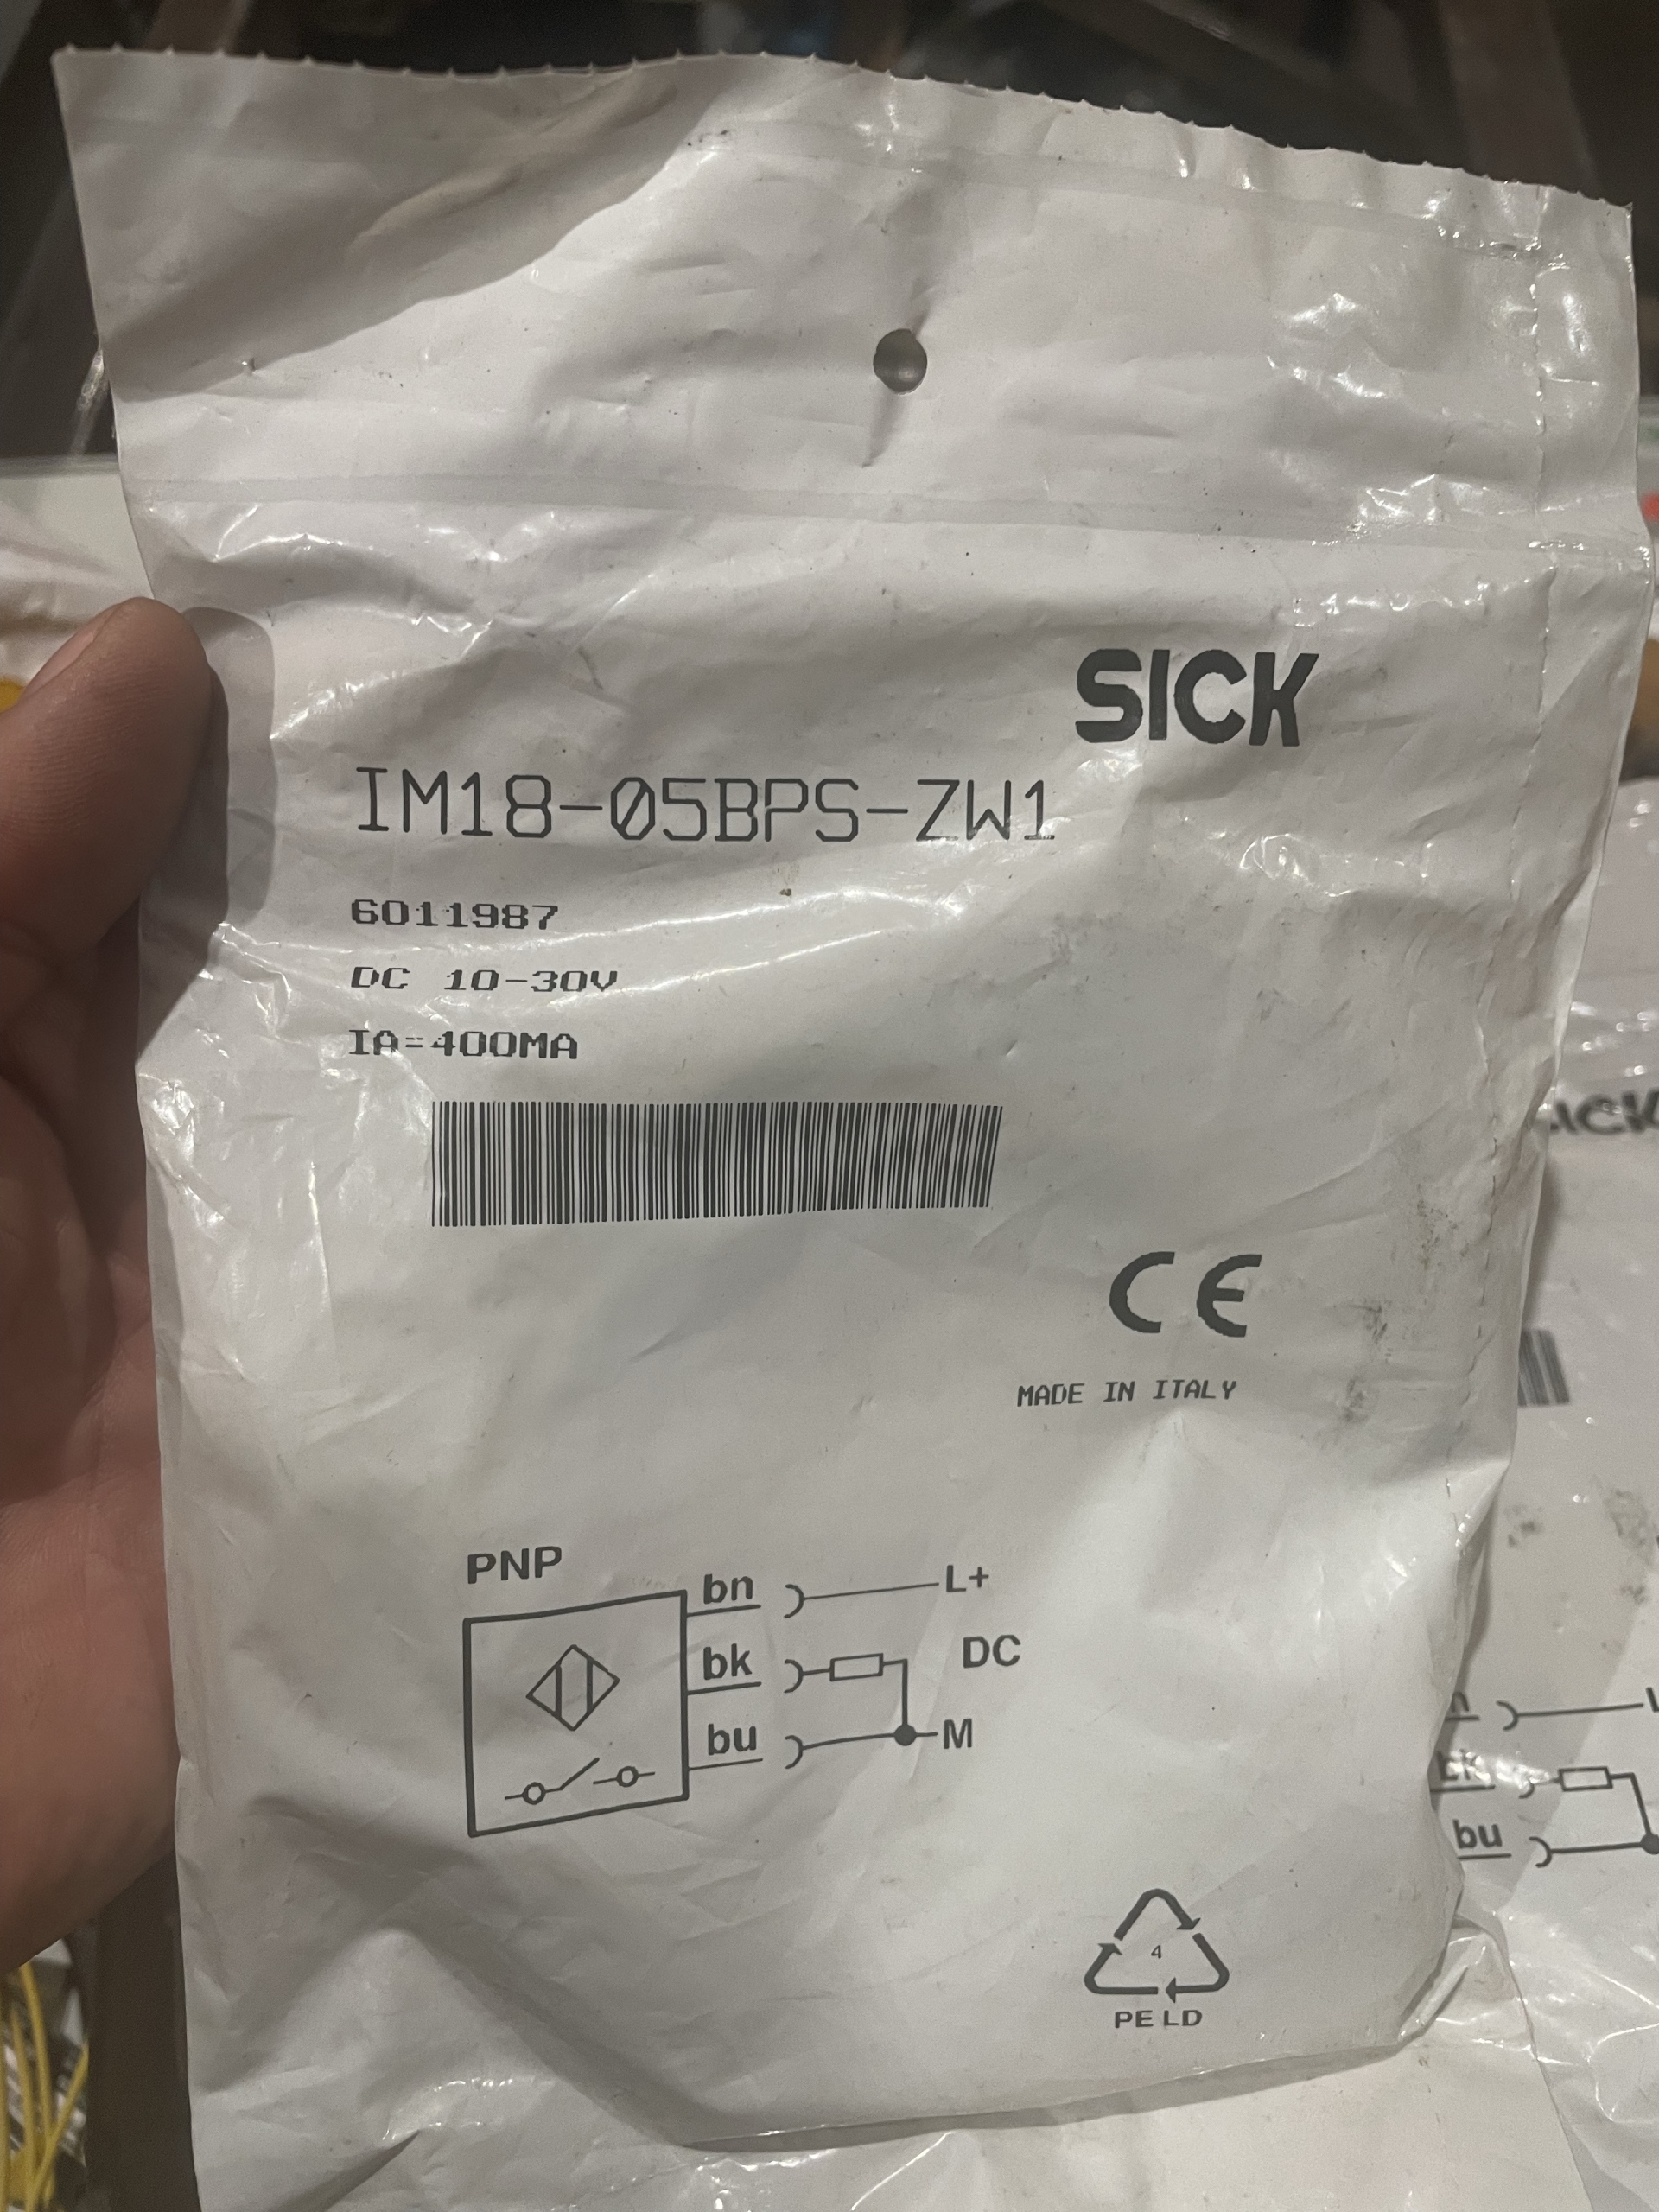 SICK
IM18-05BPS-ZW1
6011987
DC 10-30V
IA=400MA
CE
MADE IN ITALY
PNP
bn
L+
bk
DC
bu
M
4
PE LD
bu